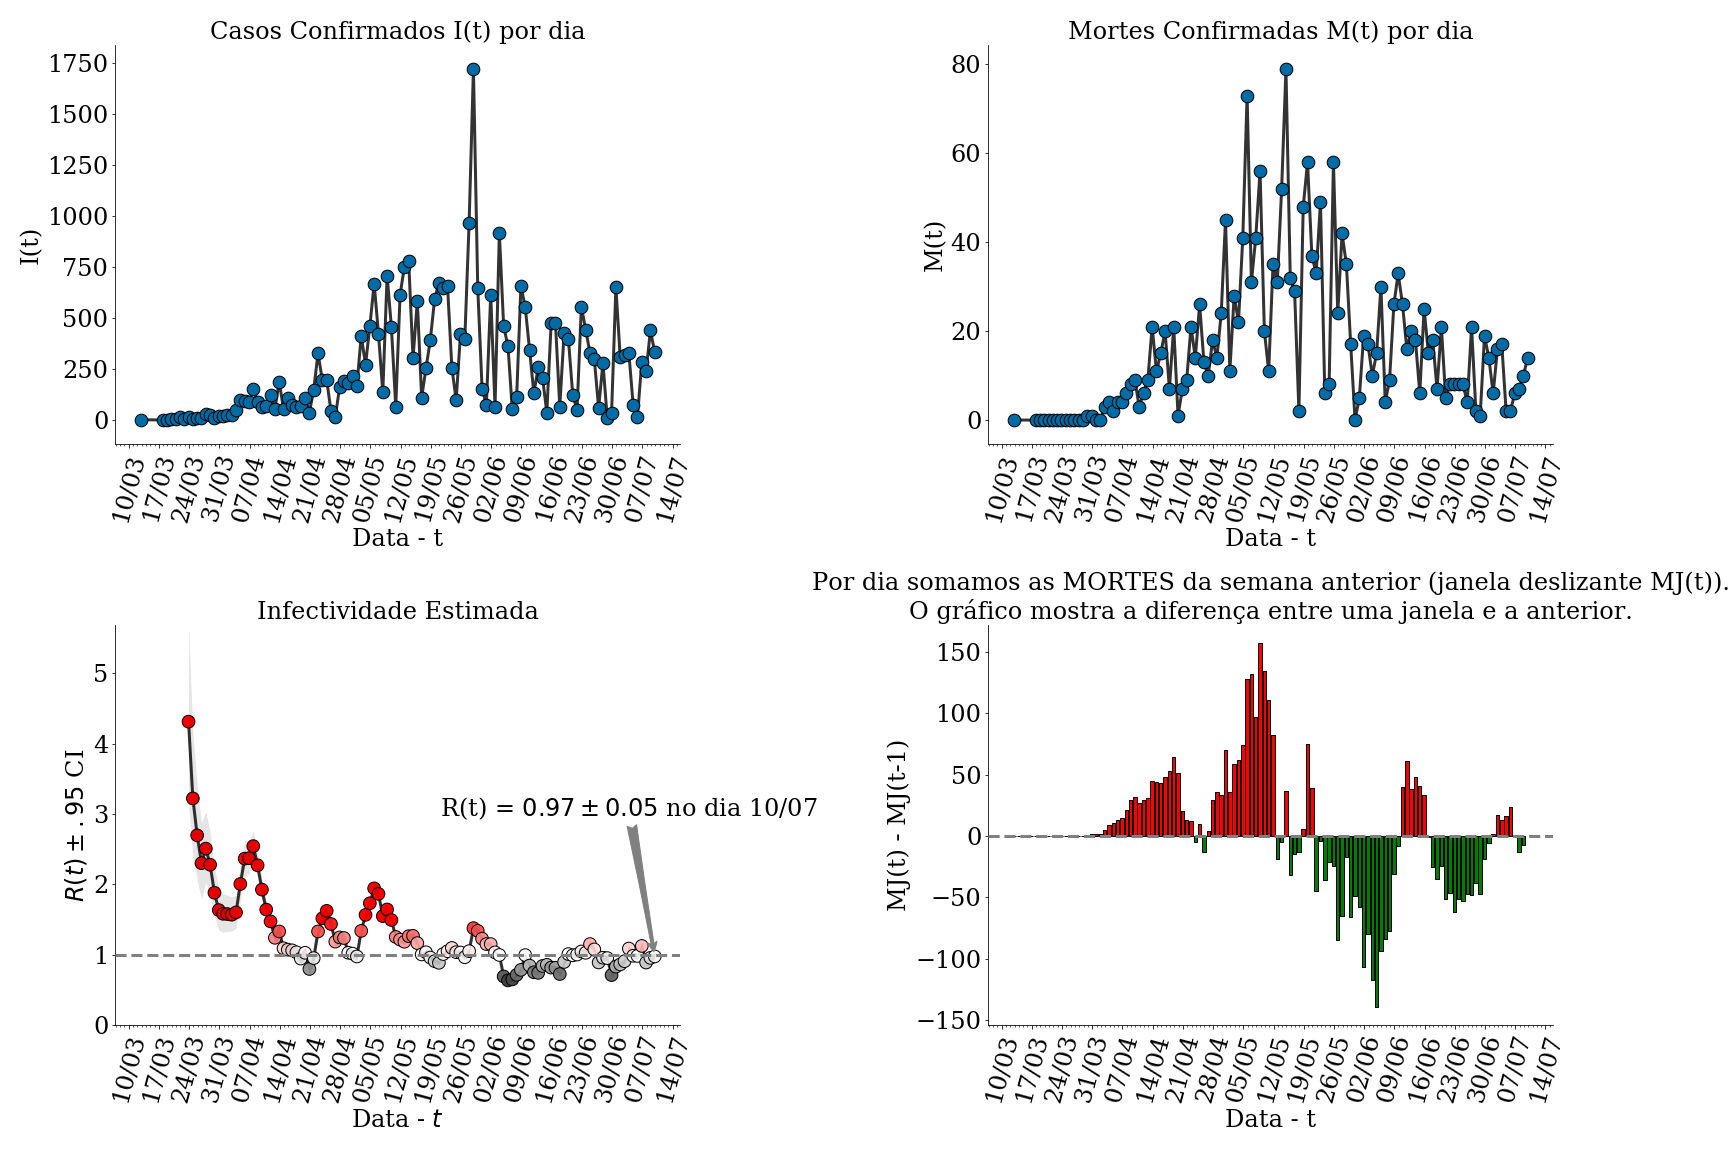 Casos Confirmados I(t) por dia
I(t)
1750
1500
1250
1000
750
500
250
0
10/03 17/03 24/03 31/03 07/04 14/04 21/04 28/04 05/05 12/05 19/05 26/05 02/06 09/06 16/06 23/06 30/06 07/07 14/07
Data - t
Mortes Confirmadas M(t) por dia
M(t)
80
60
40
20
0
10/03 17/03 24/03 31/03 07/04 14/04 21/04 28/04 05/05 12/05 19/05 26/05 02/06 09/06 16/06 23/06 30/06 07/07 14/07
Data - t
Infectividade Estimada
R(t) ± .95 CI
5
4
3
2
1
0
R(t) = 0.97 ± 0.05 no dia 10/07
10/03 17/03 24/03 31/03 07/04 14/04 21/04 28/04 05/05 12/05 19/05 26/05 02/06 09/06 16/06 23/06 30/06 07/07 14/07
Data - t
Por dia somamos as MORTES da semana anterior (janela deslizante MJ(t)).
O gráfico mostra a diferença entre uma janela e a anterior.
MJ(t) - MJ(t-1)
150
100
50
0
−50
−100
−150
10/03 17/03 24/03 31/03 07/04 14/04 21/04 28/04 05/05 12/05 19/05 26/05 02/06 09/06 16/06 23/06 30/06 07/07 14/07
Data - t